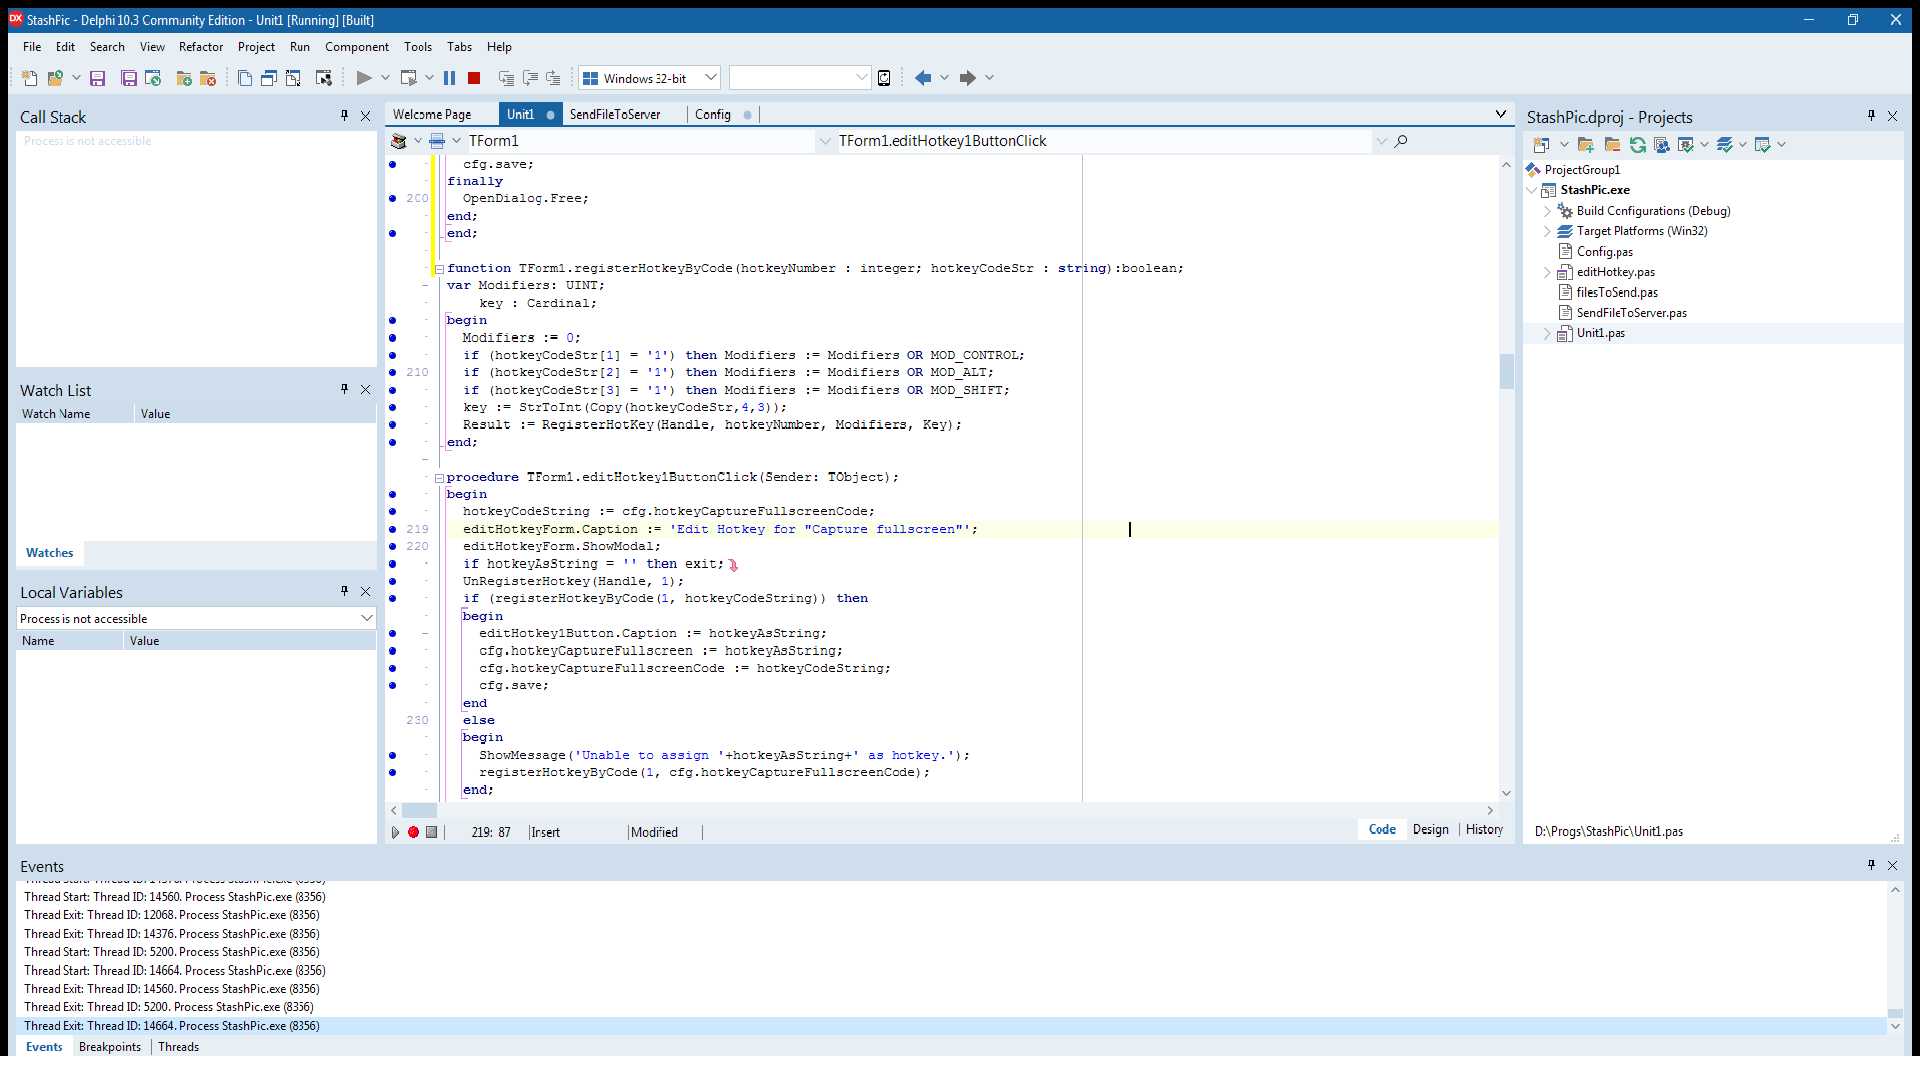 DX StashPic - Delphi 10.3 Community Edition - Unit1 [Running] [Built]
File Edit Search View Refactor Project Run Component Tools Tabs Help
Windows 32-bit
Call Stack
Process is not accessible
Watch List
Watch Name Value
Watches
Local Variables
Process is not accessible
Name Value
Welcome Page Unit1 SendFileToServer Config
TForm1 TForm1.editHotkey1ButtonClick
cfg.save;
finally
200 OpenDialog.Free;
end;
end;
function TForm1.registerHotkeyByCode(hotkeyNumber : integer; hotkeyCodeStr : string):boolean;
var Modifiers: UINT;
key : Cardinal;
begin
Modifiers := 0;
if (hotkeyCodeStr[1] = '1') then Modifiers := Modifiers OR MOD_CONTROL;
210 if (hotkeyCodeStr[2] = '1') then Modifiers := Modifiers OR MOD_ALT;
if (hotkeyCodeStr[3] = '1') then Modifiers := Modifiers OR MOD_SHIFT;
key := StrToInt(Copy(hotkeyCodeStr,4,3));
Result := RegisterHotKey(Handle, hotkeyNumber, Modifiers, Key);
end;
procedure TForm1.editHotkey1ButtonClick(Sender: TObject);
begin
hotkeyCodeString := cfg.hotkeyCaptureFullscreenCode;
219 editHotkeyForm.Caption := 'Edit Hotkey for "Capture fullscreen"';
220 editHotkeyForm.ShowModal;
if hotkeyAsString = '' then exit;
UnRegisterHotkey(Handle, 1);
if (registerHotkeyByCode(1, hotkeyCodeString)) then
begin
editHotkey1Button.Caption := hotkeyAsString;
cfg.hotkeyCaptureFullscreen := hotkeyAsString;
cfg.hotkeyCaptureFullscreenCode := hotkeyCodeString;
cfg.save;
end
230 else
begin
ShowMessage('Unable to assign '+hotkeyAsString+' as hotkey.');
registerHotkeyByCode(1, cfg.hotkeyCaptureFullscreenCode);
end;
219: 87 Insert Modified
Code Design History
StashPic.dproj - Projects
ProjectGroup1
StashPic.exe
Build Configurations (Debug)
Target Platforms (Win32)
Config.pas
editHotkey.pas
filesToSend.pas
SendFileToServer.pas
Unit1.pas
D:\Progs\StashPic\Unit1.pas
Events
Thread Start: Thread ID: 14376. Process StashPic.exe (8356)
Thread Start: Thread ID: 14560. Process StashPic.exe (8356)
Thread Exit: Thread ID: 12068. Process StashPic.exe (8356)
Thread Exit: Thread ID: 14376. Process StashPic.exe (8356)
Thread Start: Thread ID: 5200. Process StashPic.exe (8356)
Thread Start: Thread ID: 14664. Process StashPic.exe (8356)
Thread Exit: Thread ID: 14560. Process StashPic.exe (8356)
Thread Exit: Thread ID: 5200. Process StashPic.exe (8356)
Thread Exit: Thread ID: 14664. Process StashPic.exe (8356)
Events Breakpoints Threads